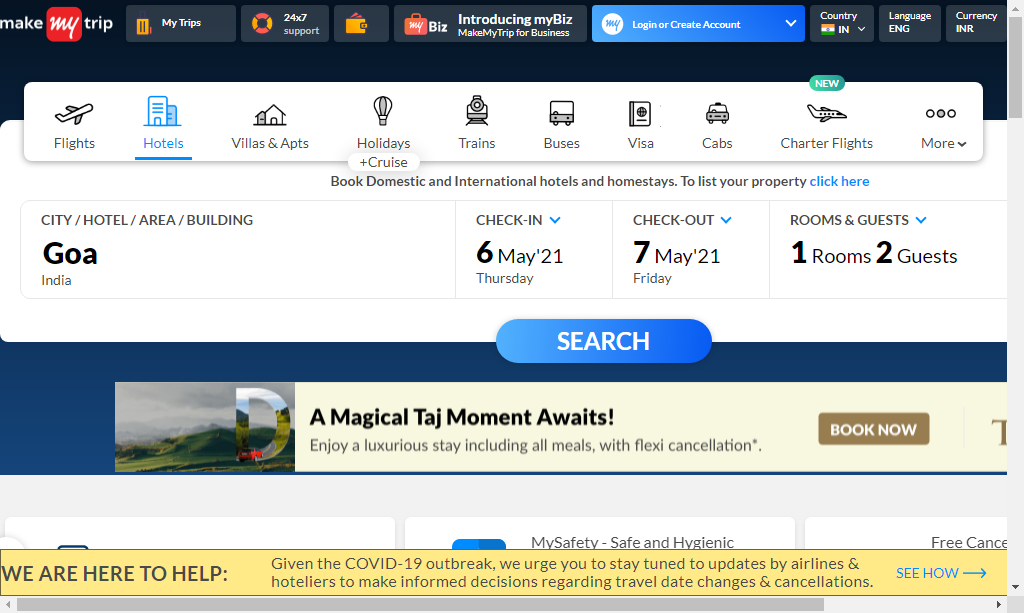 make my trip
My Trips
24x7
support
my Biz
Introducing myBiz
MakeMyTrip for Business
my
Login or Create Account
Country
IN
Language
ENG
Currency
INR
NEW
Flights
Hotels
Villas & Apts
Holidays
Trains
Buses
Visa
Cabs
Charter Flights
More
+Cruise
Book Domestic and International hotels and homestays. To list your property click here
CITY / HOTEL / AREA / BUILDING
Goa
India
CHECK-IN
6 May'21
Thursday
CHECK-OUT
7 May'21
Friday
ROOMS & GUESTS
1 Rooms 2 Guests
SEARCH
D
A Magical Taj Moment Awaits!
Enjoy a luxurious stay including all meals, with flexi cancellation*.
BOOK NOW
T
MySafety - Safe and Hygienic
Free Cance
WE ARE HERE TO HELP:
Given the COVID-19 outbreak, we urge you to stay tuned to updates by airlines &
hoteliers to make informed decisions regarding travel date changes & cancellations.
SEE HOW